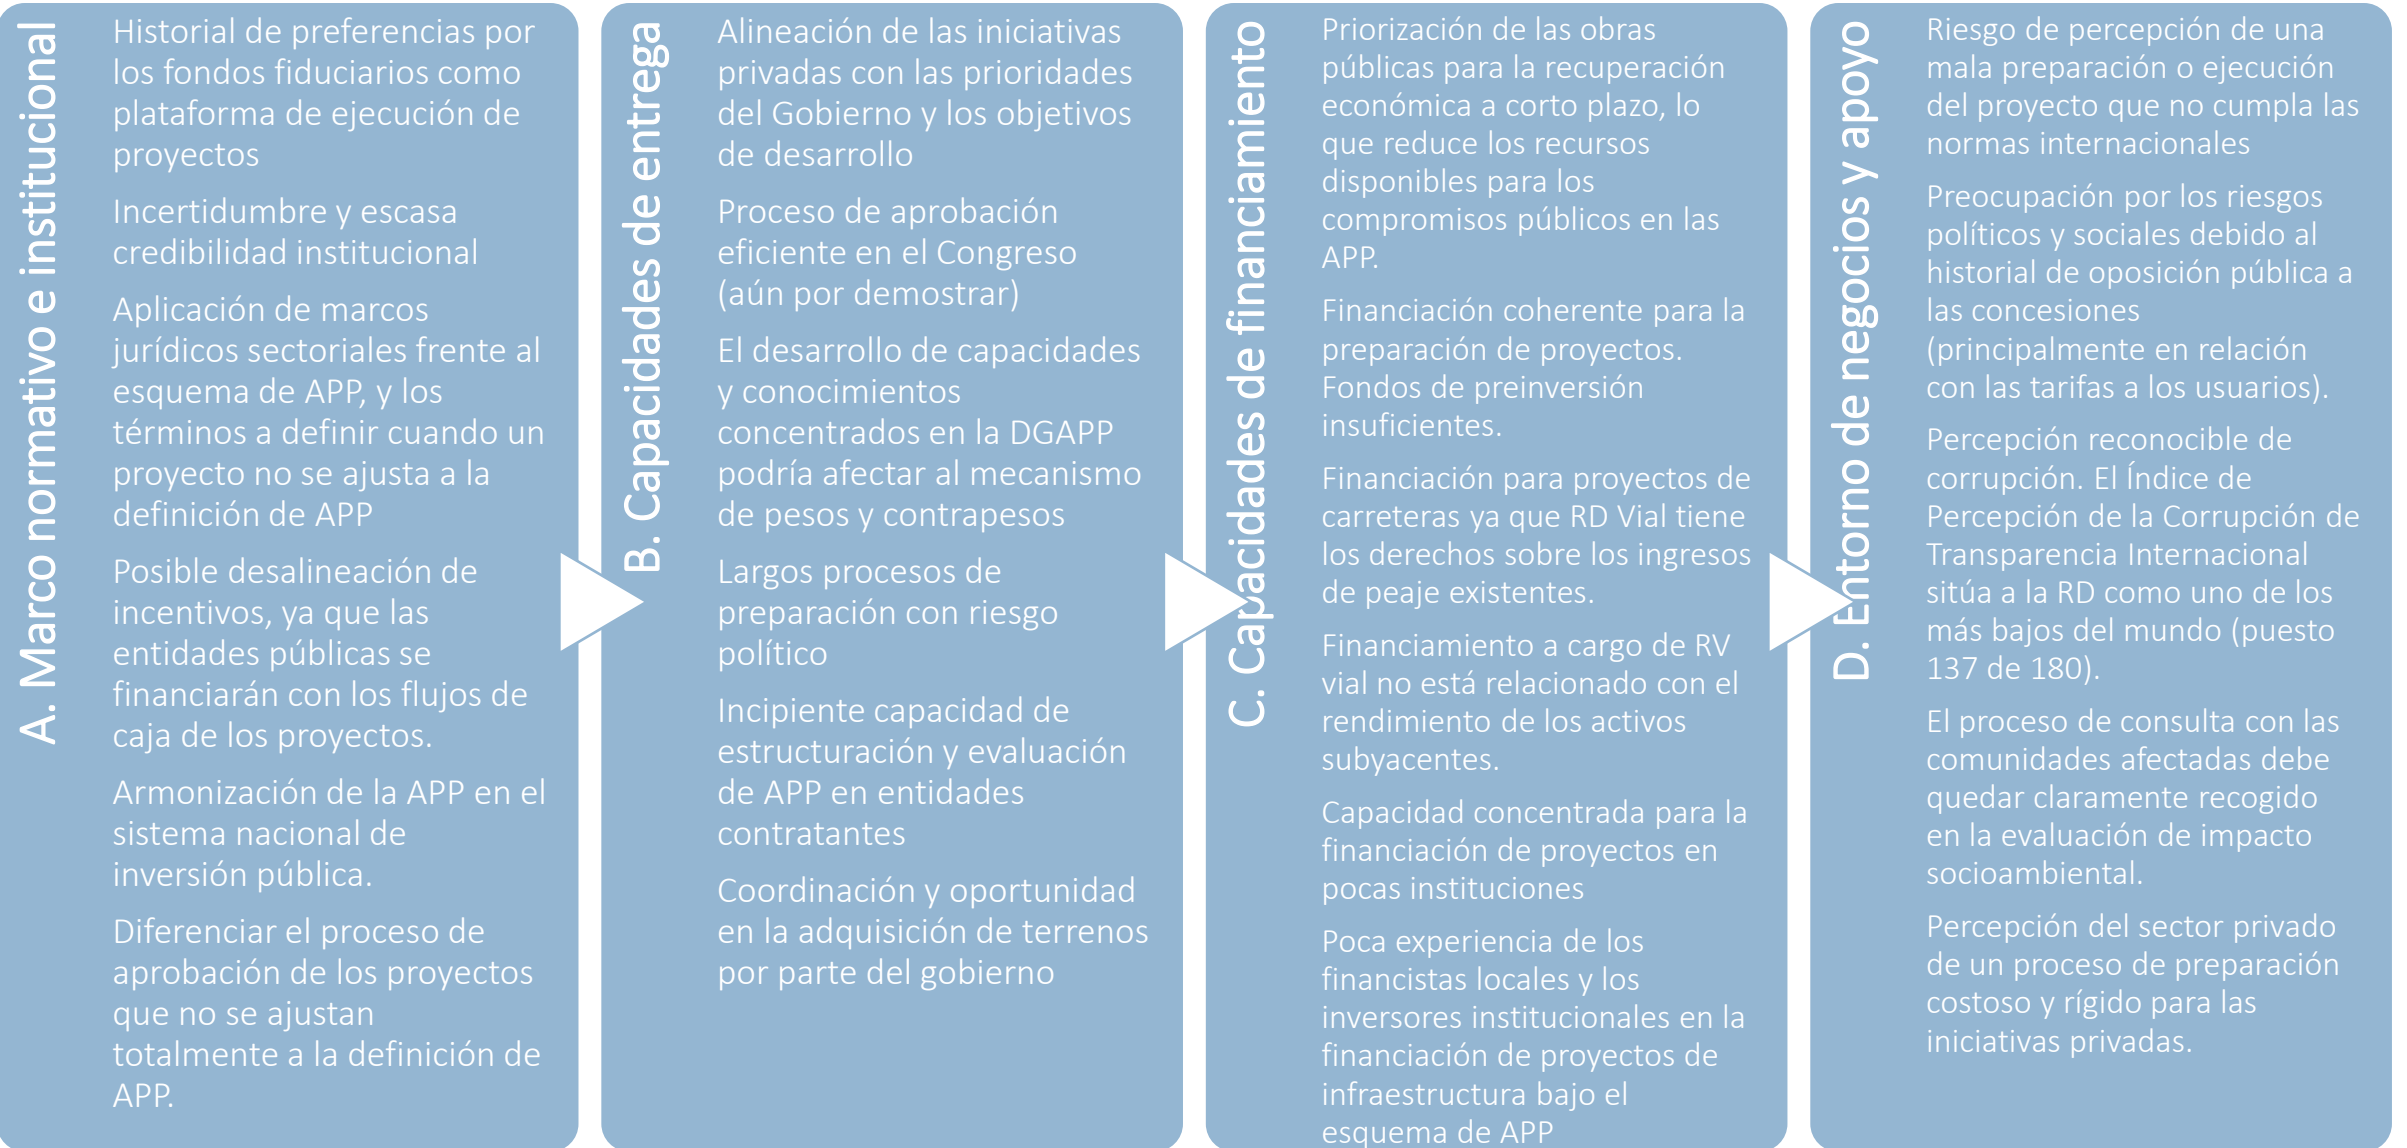 A. Marco normativo e institucional
Historial de preferencias por
los fondos fiduciarios como
plataforma de ejecución de
proyectos
Incertidumbre y escasa
credibilidad institucional
Aplicación de marcos
jurídicos sectoriales frente al
esquema de APP, y los
términos a definir cuando un
proyecto no se ajusta a la
definición de APP
Posible desalineación de
incentivos, ya que las
entidades públicas se
financiarán con los flujos de
caja de los proyectos.
Armonización de la APP en el
sistema nacional de
inversión pública.
Diferenciar el proceso de
aprobación de los proyectos
que no se ajustan
totalmente a la definición de
APP.
B. Capacidades de entrega
Alineación de las iniciativas
privadas con las prioridades
del Gobierno y los objetivos
de desarrollo
Proceso de aprobación
eficiente en el Congreso
(aún por demostrar)
El desarrollo de capacidades
y conocimientos
concentrados en la DGAPP
podría afectar al mecanismo
de pesos y contrapesos
Largos procesos de
preparación con riesgo
político
Incipiente capacidad de
estructuración y evaluación
de APP en entidades
contratantes
Coordinación y oportunidad
en la adquisición de terrenos
por parte del gobierno
C. Capacidades de financiamiento
Priorización de las obras
públicas para la recuperación
económica a corto plazo, lo
que reduce los recursos
disponibles para los
compromisos públicos en las
APP.
Financiación coherente para la
preparación de proyectos.
Fondos de preinversión
insuficientes.
Financiación para proyectos de
carreteras ya que RD Vial tiene
los derechos sobre los ingresos
de peaje existentes.
Financiamiento a cargo de RV
vial no está relacionado con el
rendimiento de los activos
subyacentes.
Capacidad concentrada para la
financiación de proyectos en
pocas instituciones
Poca experiencia de los
financistas locales y los
inversores institucionales en la
financiación de proyectos de
infraestructura bajo el
esquema de APP
D. Entorno de negocios y apoyo
Riesgo de percepción de una
mala preparación o ejecución
del proyecto que no cumpla las
normas internacionales
Preocupación por los riesgos
políticos y sociales debido al
historial de oposición pública a
las concesiones
(principalmente en relación
con las tarifas a los usuarios).
Percepción reconocible de
corrupción. El Índice de
Percepción de la Corrupción de
Transparencia Internacional
sitúa a la RD como uno de los
más bajos del mundo (puesto
137 de 180).
El proceso de consulta con las
comunidades afectadas debe
quedar claramente recogido
en la evaluación de impacto
socioambiental.
Percepción del sector privado
de un proceso de preparación
costoso y rígido para las
iniciativas privadas.